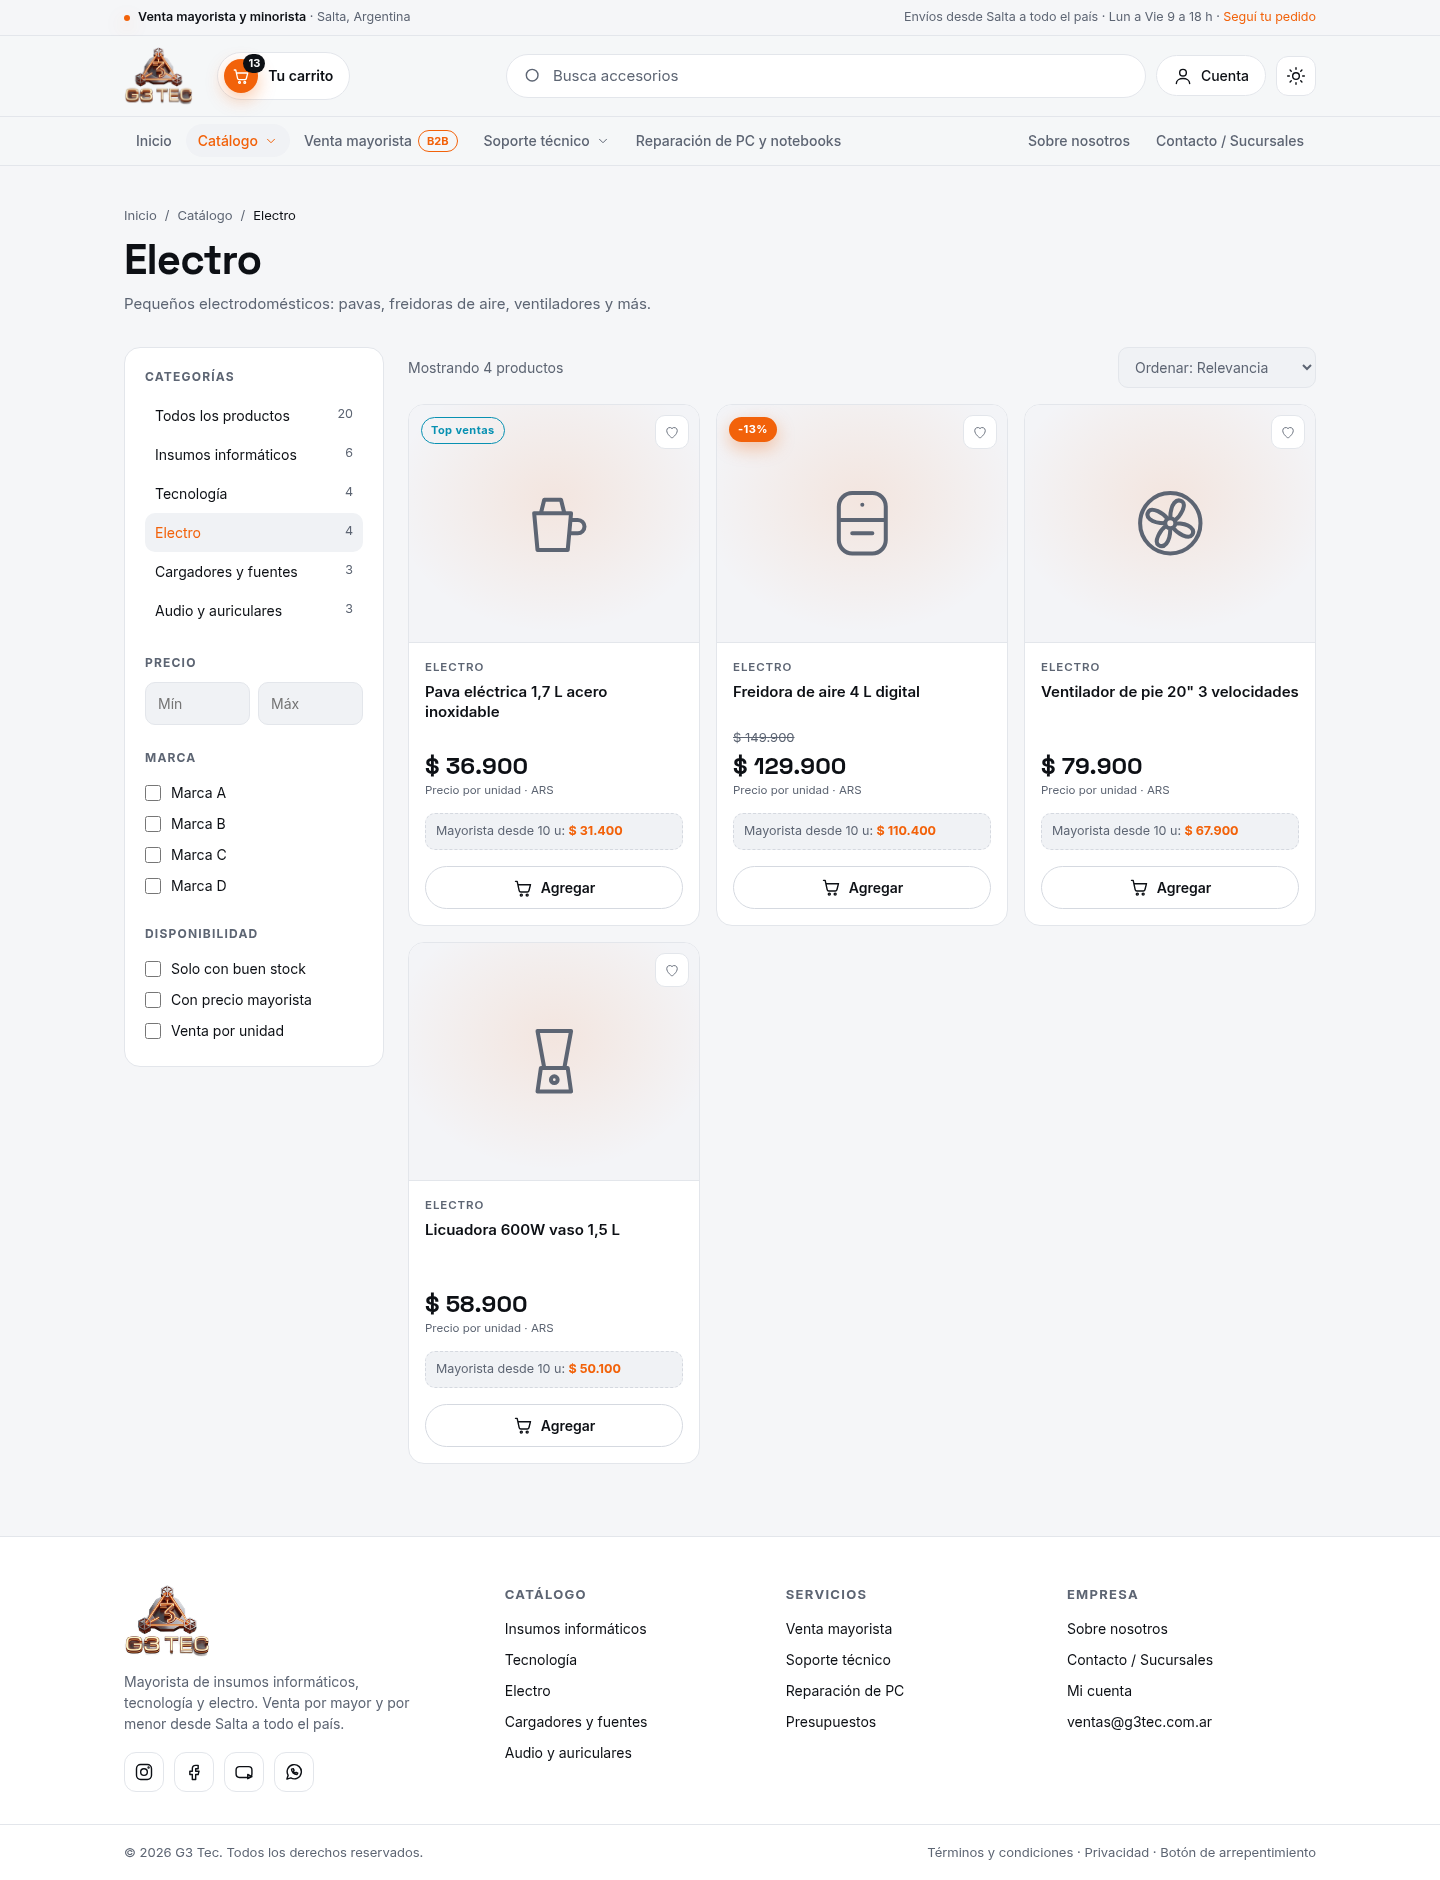 Venta mayorista y minorista · Salta, Argentina
Envíos desde Salta a todo el país · Lun a Vie 9 a 18 h · Seguí tu pedido
G3 TEC
13
Tu carrito
Busca accesorios
Cuenta
Inicio
Catálogo
Venta mayorista B2B
Soporte técnico
Reparación de PC y notebooks
Sobre nosotros
Contacto / Sucursales
Inicio / Catálogo / Electro
Electro
Pequeños electrodomésticos: pavas, freidoras de aire, ventiladores y más.
CATEGORÍAS
Todos los productos 20
Insumos informáticos 6
Tecnología 4
Electro 4
Cargadores y fuentes 3
Audio y auriculares 3
PRECIO
Mín
Máx
MARCA
Marca A
Marca B
Marca C
Marca D
DISPONIBILIDAD
Solo con buen stock
Con precio mayorista
Venta por unidad
Mostrando 4 productos
Ordenar: Relevancia
Top ventas
ELECTRO
Pava eléctrica 1,7 L acero
inoxidable
$ 36.900
Precio por unidad · ARS
Mayorista desde 10 u: $ 31.400
Agregar
-13%
ELECTRO
Freidora de aire 4 L digital
$ 149.900
$ 129.900
Precio por unidad · ARS
Mayorista desde 10 u: $ 110.400
Agregar
ELECTRO
Ventilador de pie 20" 3 velocidades
$ 79.900
Precio por unidad · ARS
Mayorista desde 10 u: $ 67.900
Agregar
ELECTRO
Licuadora 600W vaso 1,5 L
$ 58.900
Precio por unidad · ARS
Mayorista desde 10 u: $ 50.100
Agregar
G3 TEC
Mayorista de insumos informáticos,
tecnología y electro. Venta por mayor y por
menor desde Salta a todo el país.
CATÁLOGO
Insumos informáticos
Tecnología
Electro
Cargadores y fuentes
Audio y auriculares
SERVICIOS
Venta mayorista
Soporte técnico
Reparación de PC
Presupuestos
EMPRESA
Sobre nosotros
Contacto / Sucursales
Mi cuenta
ventas@g3tec.com.ar
© 2026 G3 Tec. Todos los derechos reservados.
Términos y condiciones · Privacidad · Botón de arrepentimiento